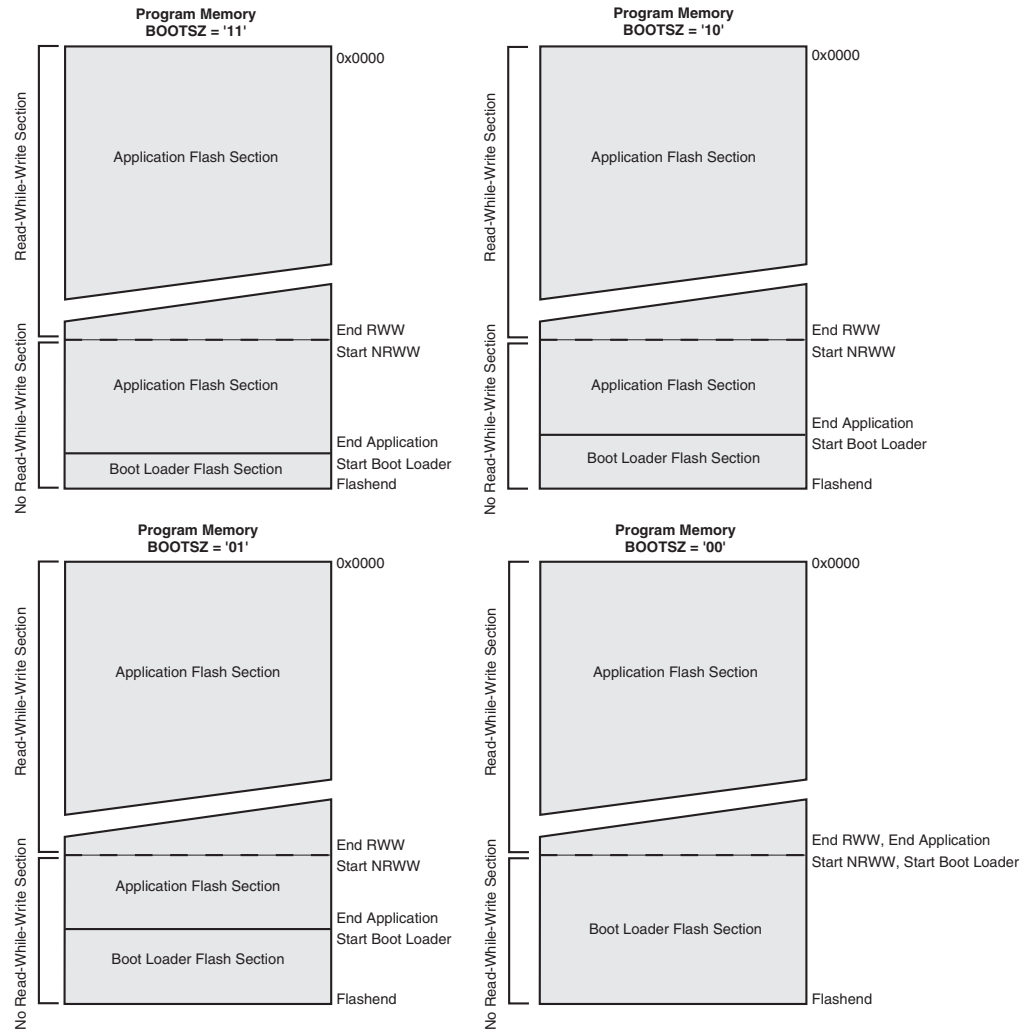 Program Memory
BOOTSZ = '11'
0x0000
Read-While-Write Section
Application Flash Section
End RWW
Start NRWW
No Read-While-Write Section
Application Flash Section
End Application
Start Boot Loader
Boot Loader Flash Section
Flashend
Program Memory
BOOTSZ = '10'
0x0000
Read-While-Write Section
Application Flash Section
End RWW
Start NRWW
No Read-While-Write Section
Application Flash Section
End Application
Start Boot Loader
Boot Loader Flash Section
Flashend
Program Memory
BOOTSZ = '01'
0x0000
Read-While-Write Section
Application Flash Section
End RWW
Start NRWW
No Read-While-Write Section
Application Flash Section
End Application
Start Boot Loader
Boot Loader Flash Section
Flashend
Program Memory
BOOTSZ = '00'
0x0000
Read-While-Write Section
Application Flash Section
End RWW, End Application
Start NRWW, Start Boot Loader
No Read-While-Write Section
Boot Loader Flash Section
Flashend